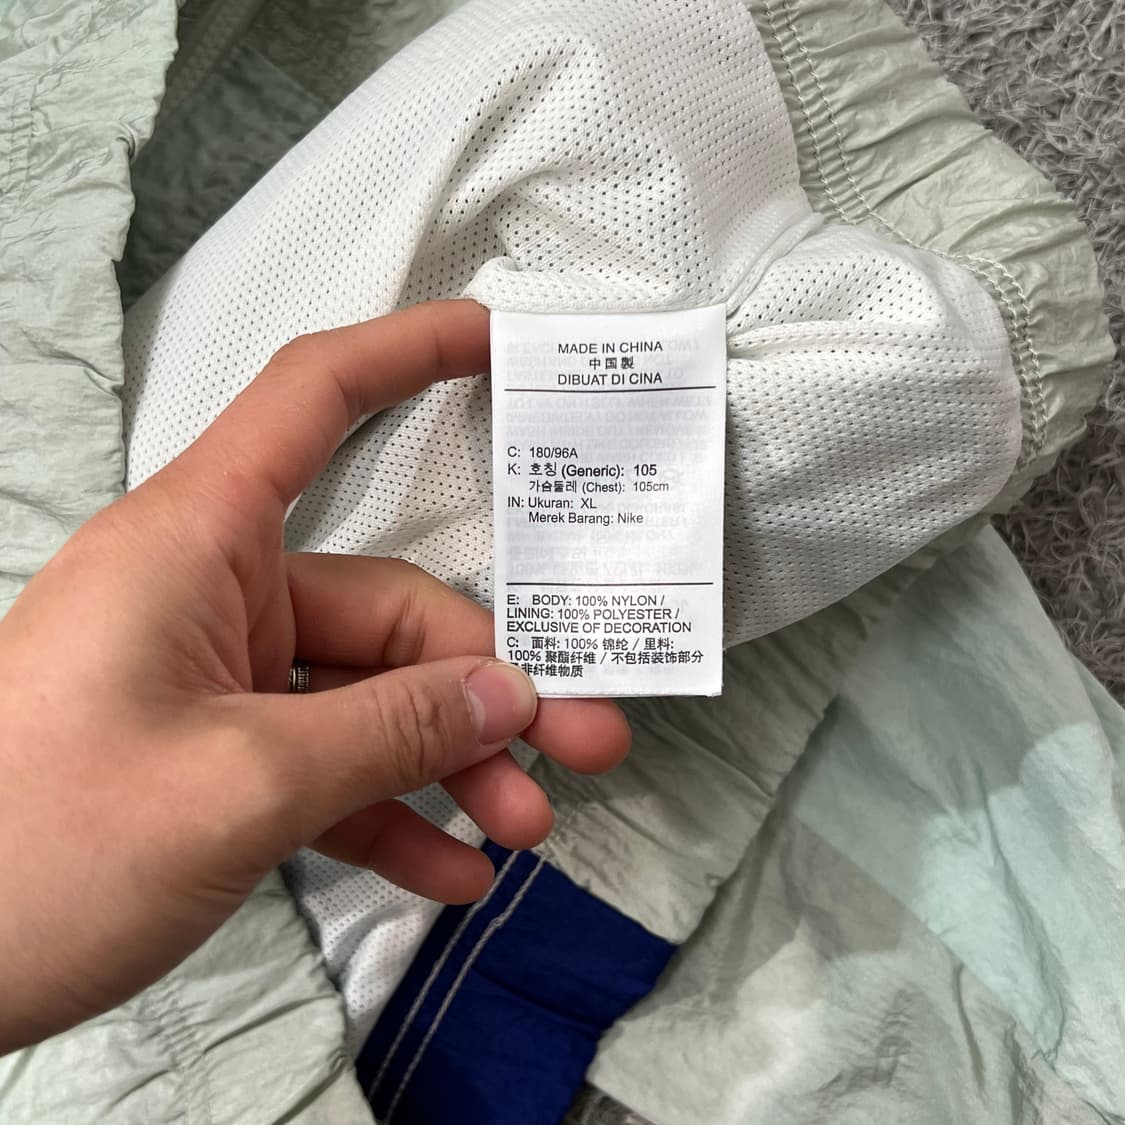 MADE IN CHINA
中国製
DIBUAT DI CINA
C: 180/96A
K: 호칭 (Generic): 105
가슴둘레 (Chest): 105cm
IN: Ukuran: XL
Merek Barang: Nike
E: BODY: 100% NYLON /
LINING: 100% POLYESTER /
EXCLUSIVE OF DECORATION
C: 面料: 100% 锦纶 / 里料:
100% 聚酯纤维 / 不包括装饰部分
非纤维物质